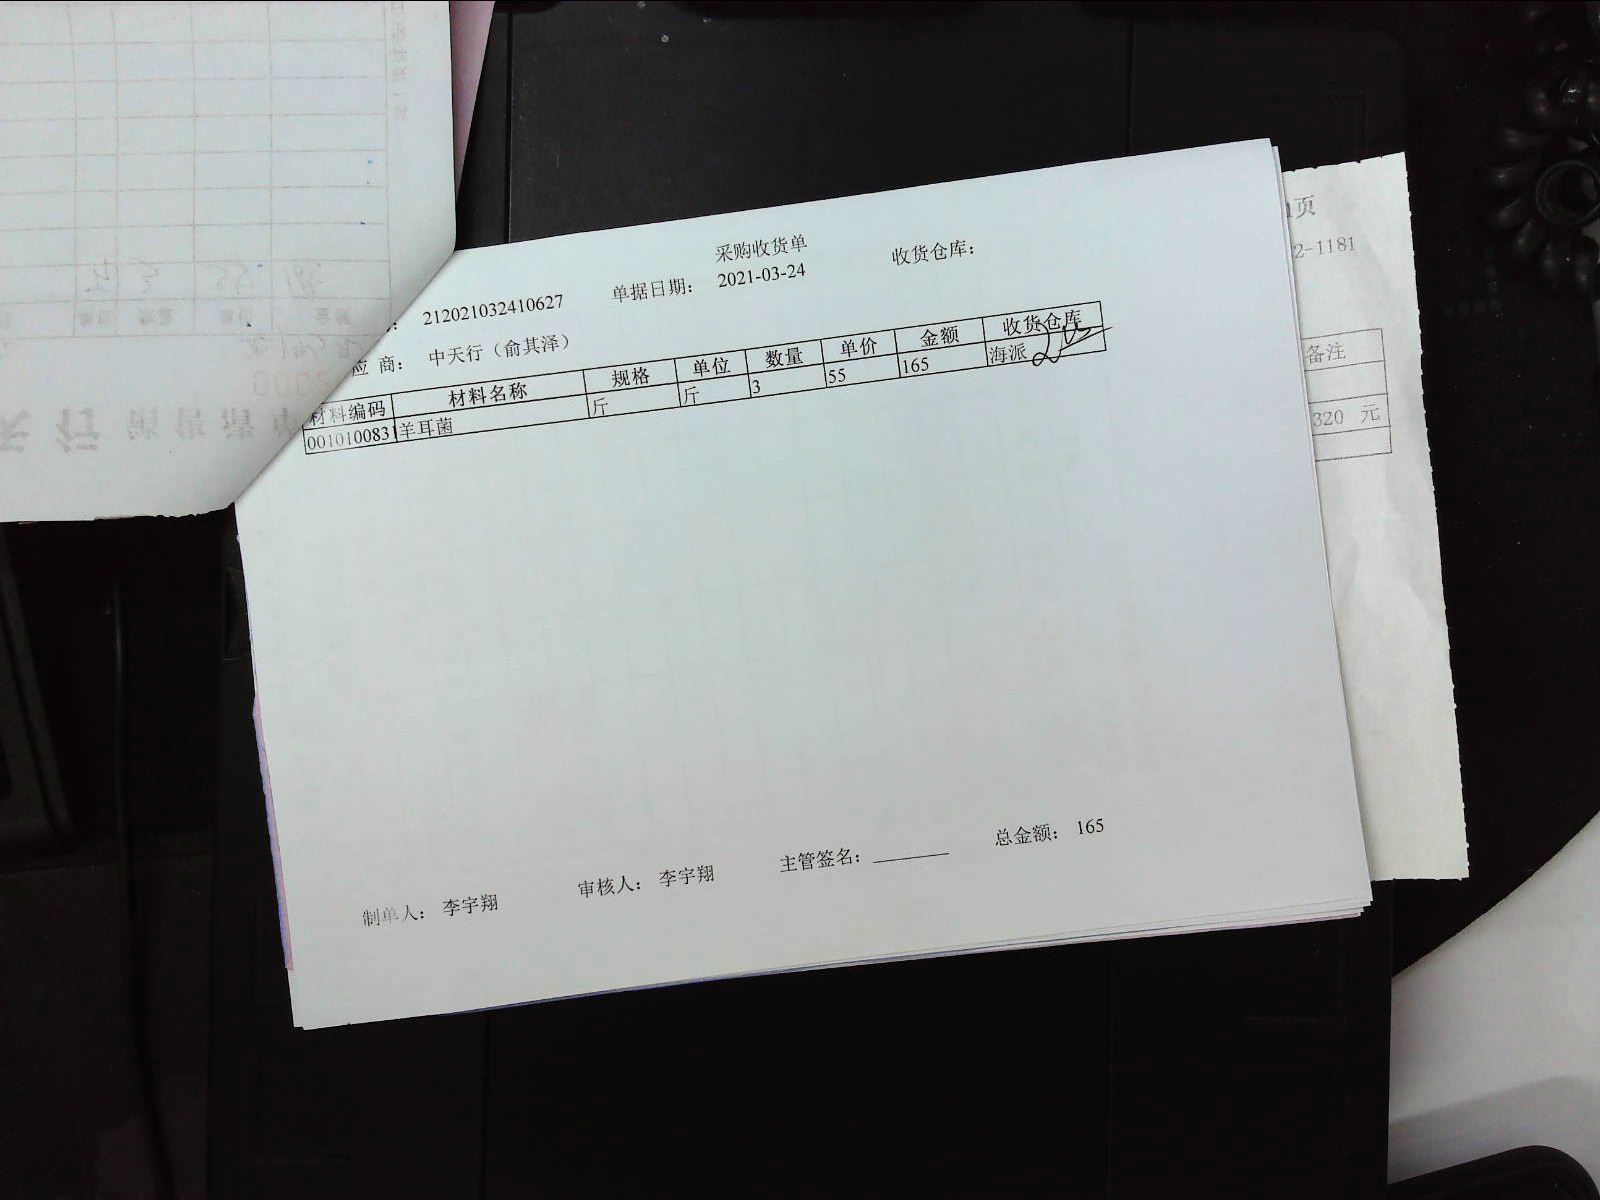 采购收货单
212021032410627 单据日期: 2021-03-24 收货仓库:
应 商: 中天行（俞其泽）
材料编码 材料名称 规格 单位 数量 单价 金额 收货仓库
001010083 羊耳菌 斤 斤 3 55 165 海派
制单人: 李宇翔 审核人: 李宇翔 主管签名: 总金额: 165
页
2-1181
备注
320 元